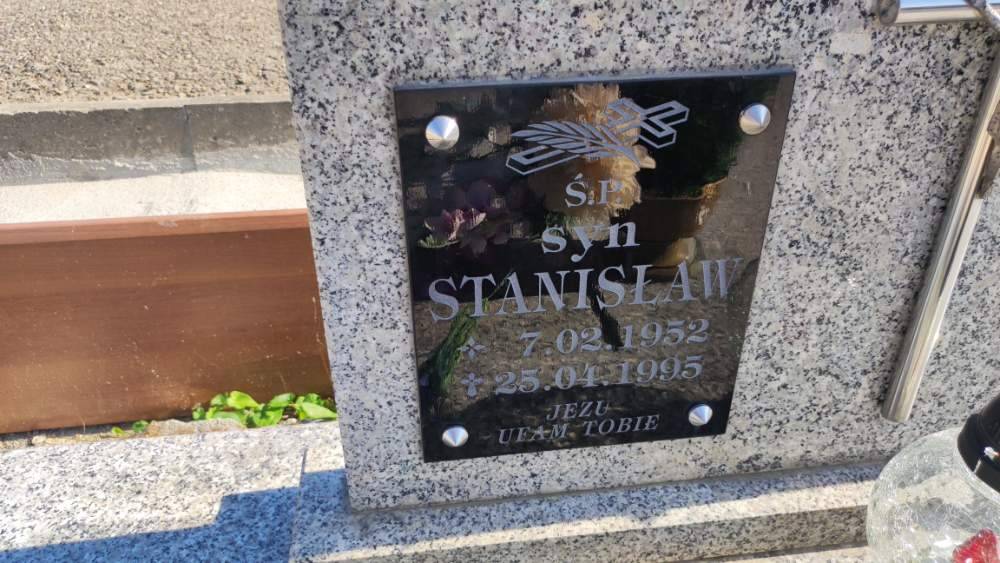 Ś.P.
syn
STANISŁAW
7.02.1952
✝ 25.04.1995
JEZU
UFAM TOBIE